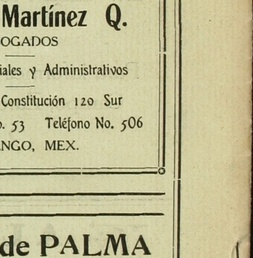 Martínez Q.
OGADOS
iales y Administrativos
Constitución 120 Sur
o. 53 Teléfono No. 506
NGO, MEX.
de PALMA